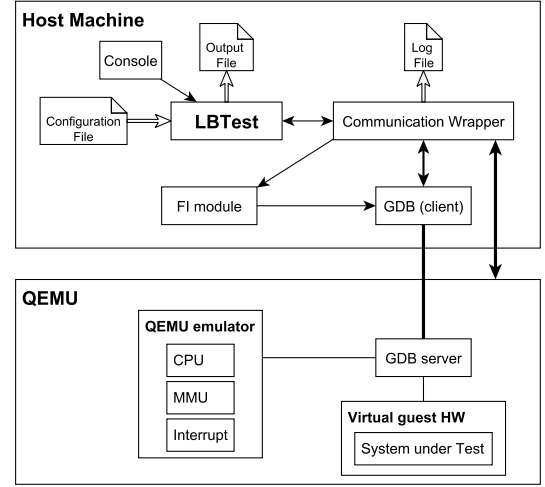 Host Machine
Output
File
Log
File
Console
Configuration
File
LBTest
Communication Wrapper
FI module
GDB (client)
QEMU
QEMU emulator
CPU
MMU
Interrupt
GDB server
Virtual guest HW
System under Test